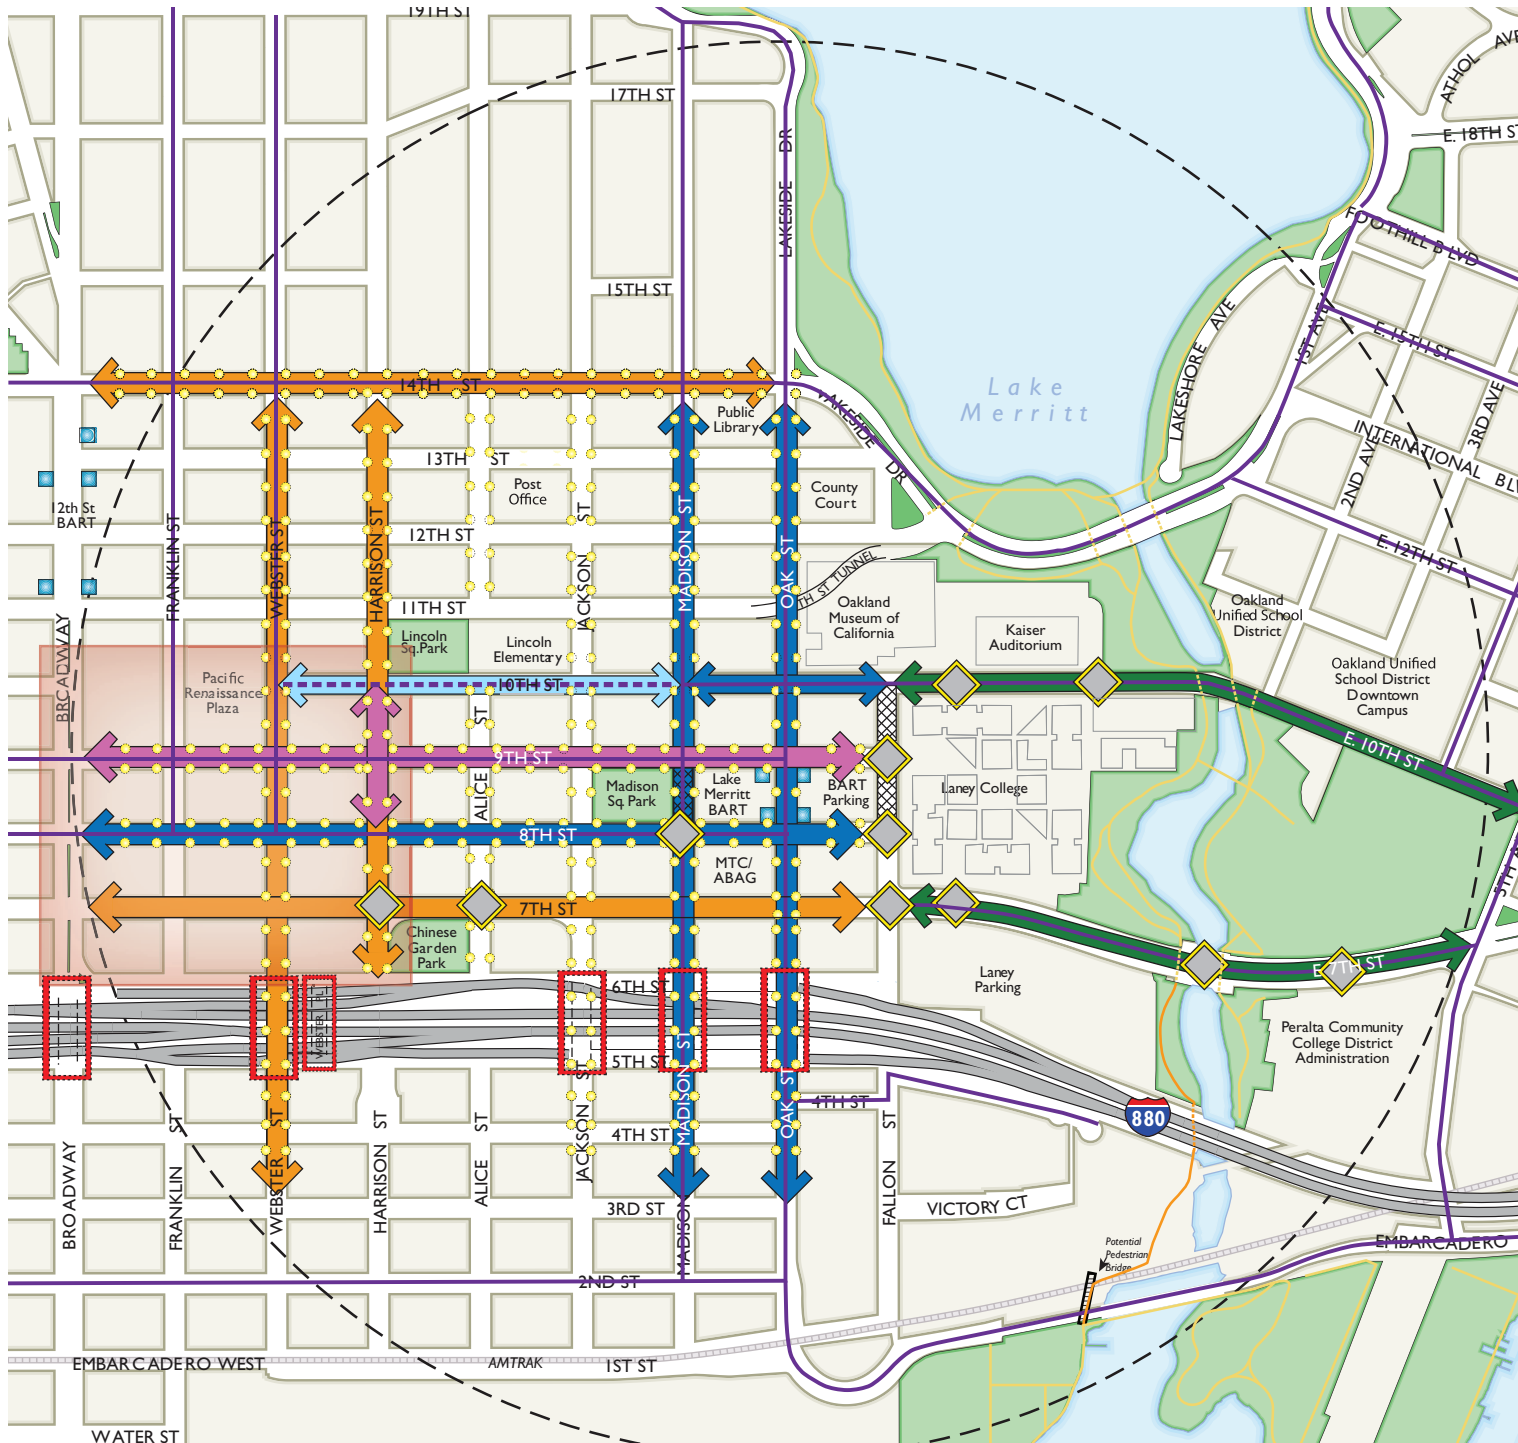 19TH ST
17TH ST
15TH ST
14TH ST
13TH ST
12TH ST
11TH ST
10TH ST
9TH ST
8TH ST
7TH ST
6TH ST
5TH ST
4TH ST
4TH ST
3RD ST
2ND ST
1ST ST
EMBARCADERO WEST
AMTRAK
WATER ST
VICTORY CT
EMBARCADERO
BROADWAY
BROADWAY
FRANKLIN ST
FRANKLIN ST
WEBSTER ST
WEBSTER ST
WEBSTER PL
HARRISON ST
HARRISON ST
ALICE ST
ALICE ST
JACKSON ST
JACKSON ST
MADISON ST
MADISON ST
MADISON
OAK ST
OAK ST
FALLON ST
LAKESIDE DR
LAKESIDE DR
TH ST TUNNEL
LAKESHORE AVE
1ST AVE
2ND AVE
3RD AVE
5TH A
ATHOL AVE
E. 18TH ST
FOOTHILL BLVD
E. 15TH ST
INTERNATIONAL BLV
E. 12TH ST
E. 10TH ST
E. 7TH ST
Lake
Merritt
12th St
BART
Public
Library
Post
Office
County
Court
Lincoln
Sq.Park
Lincoln
Elementary
Pacific
Renaissance
Plaza
Oakland
Museum of
California
Kaiser
Auditorium
Oakland
Unified School
District
Oakland Unified
School District
Downtown
Campus
Madison
Sq. Park
Lake
Merritt
BART
BART
Parking
Laney College
MTC/
ABAG
Chinese
Garden
Park
Laney
Parking
Peralta Community
College District
Administration
880
Potential
Pedestrian
Bridge